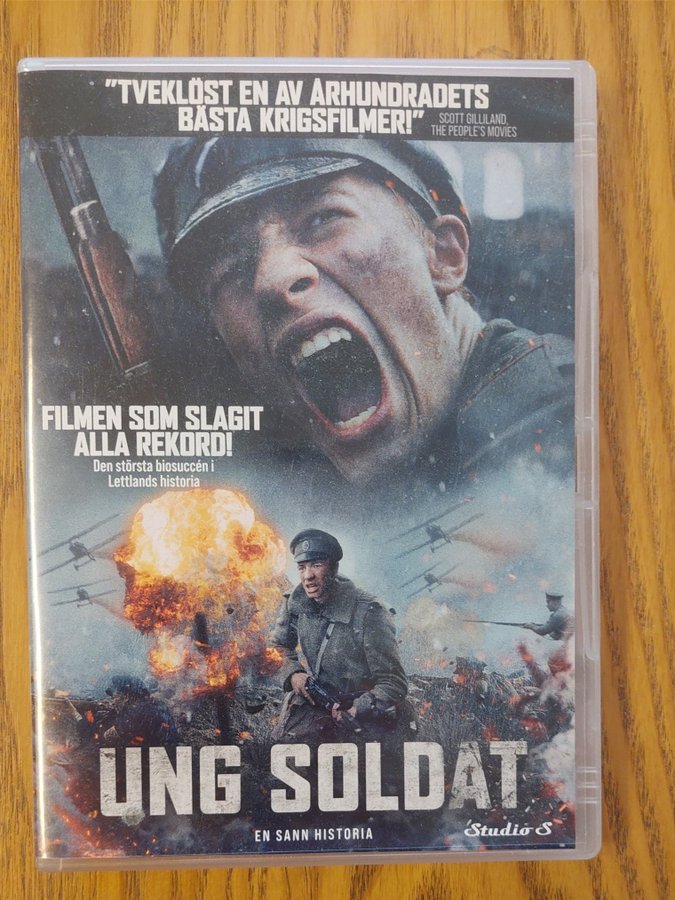 "TVEKLÖST EN AV ÅRHUNDRADETS
BÄSTA KRIGSFILMER!"
SCOTT GILLILAND,
THE PEOPLE'S MOVIES
FILMEN SOM SLAGIT
ALLA REKORD!
Den största biosuccén i
Lettlands historia
UNG SOLDAT
EN SANN HISTORIA
Studio S